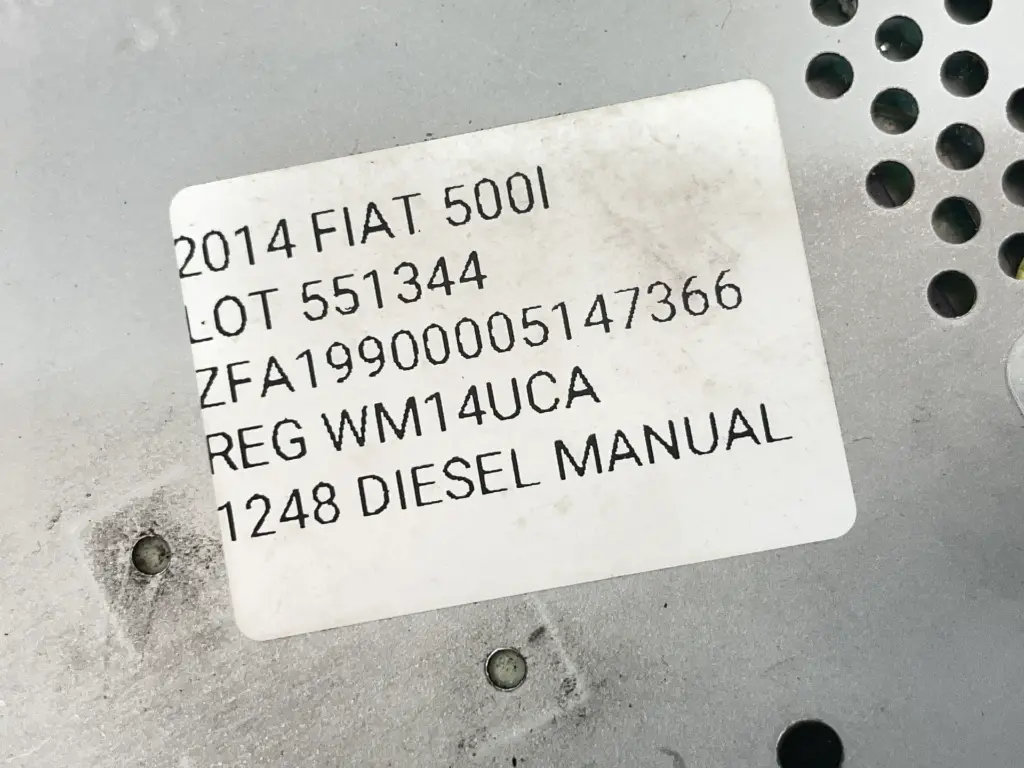 2014 FIAT 500l
LOT 551344
ZFA19900005147366
REG WM14UCA
1248 DIESEL MANUAL